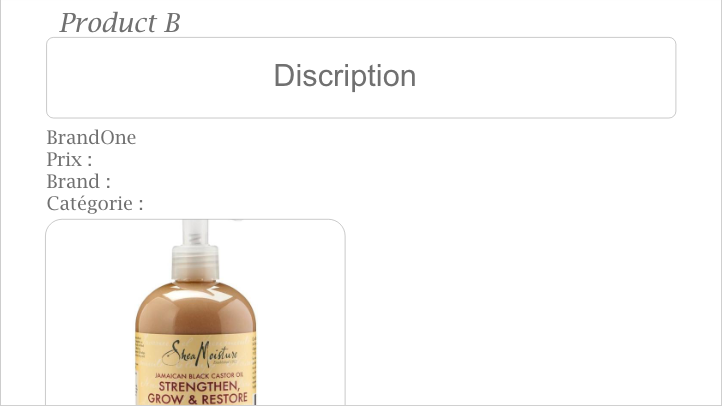 Product B
Discription
BrandOne
Prix :
Brand :
Catégorie :
SheaMoisture
JAMAICAN BLACK CASTOR OIL
STRENGTHEN,
GROW & RESTORE